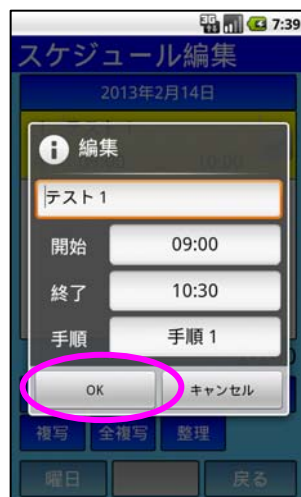 3G 7:39
スケジュール編集
2013年2月14日
編集
テスト 1
開始 09:00
終了 10:30
手順 手順 1
OK キャンセル
複写 全複写 整理
曜日 戻る